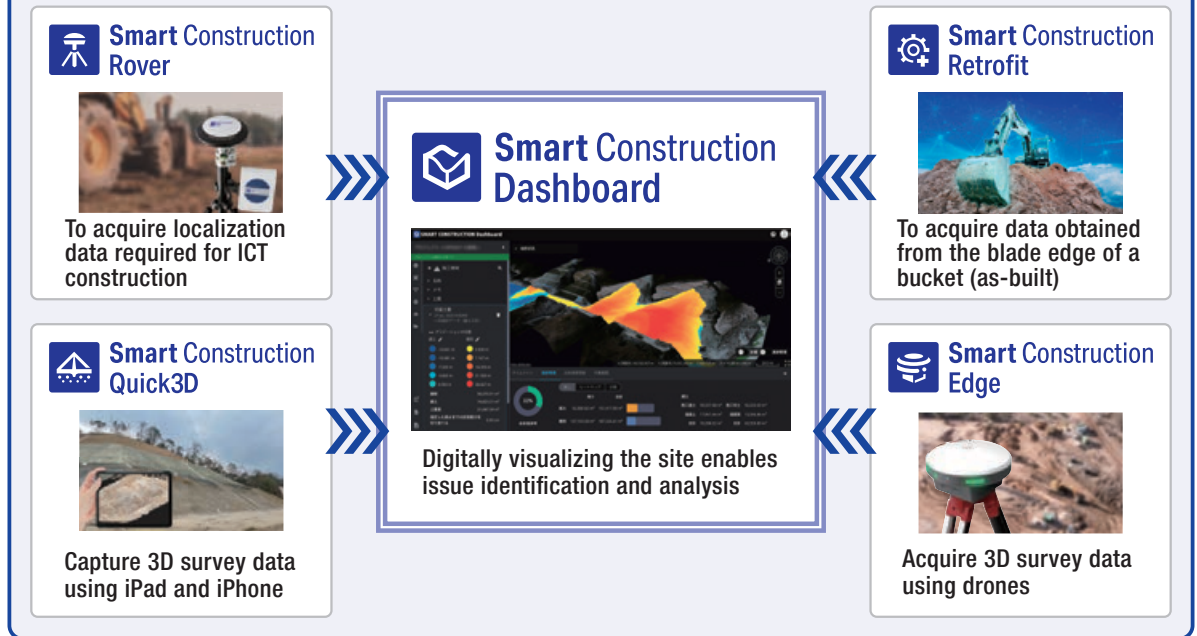 Smart Construction
Rover
To acquire localization
data required for ICT
construction
Smart Construction
Quick3D
Capture 3D survey data
using iPad and iPhone
Smart Construction
Dashboard
SMART CONSTRUCTION Dashboard
Digitally visualizing the site enables
issue identification and analysis
Smart Construction
Retrofit
To acquire data obtained
from the blade edge of a
bucket (as-built)
Smart Construction
Edge
Acquire 3D survey data
using drones